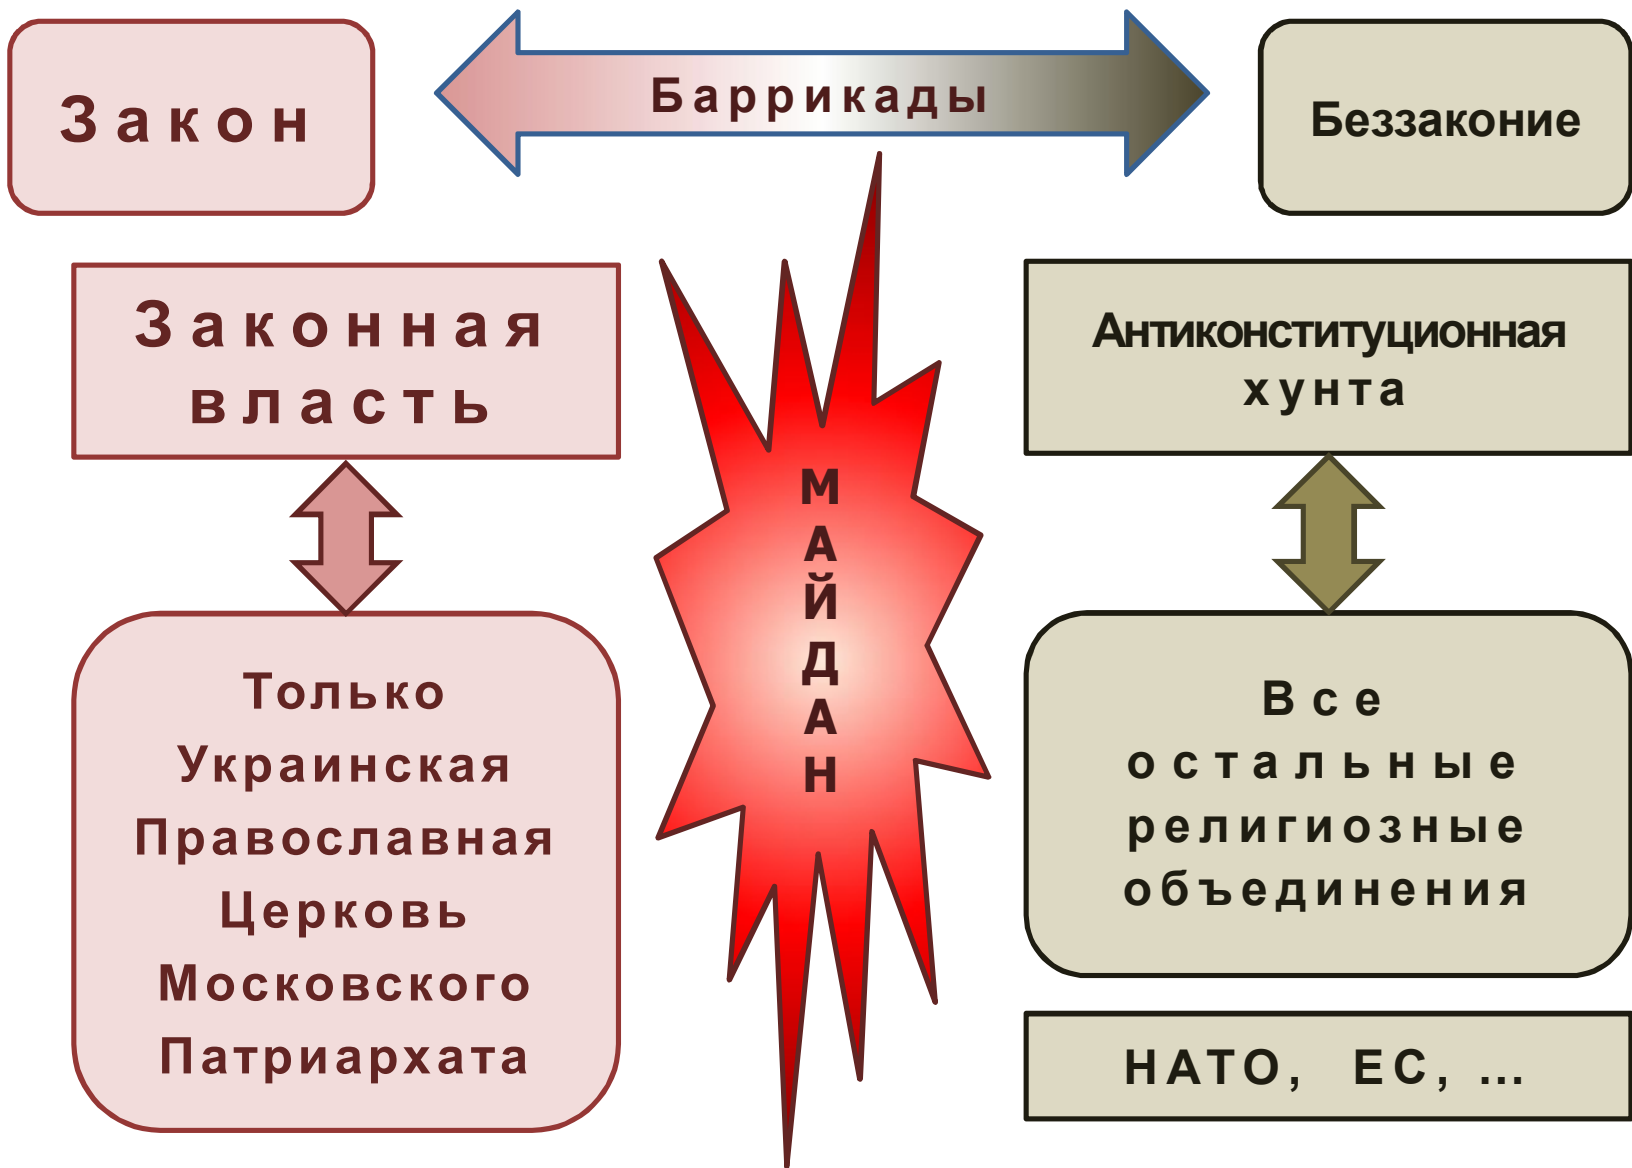 Закон
Баррикады
Беззаконие
Законная
власть
Антиконституционная
хунта
МАЙДАН
Только
Украинская
Православная
Церковь
Московского
Патриархата
Все
остальные
религиозные
объединения
НАТО, ЕС, ...